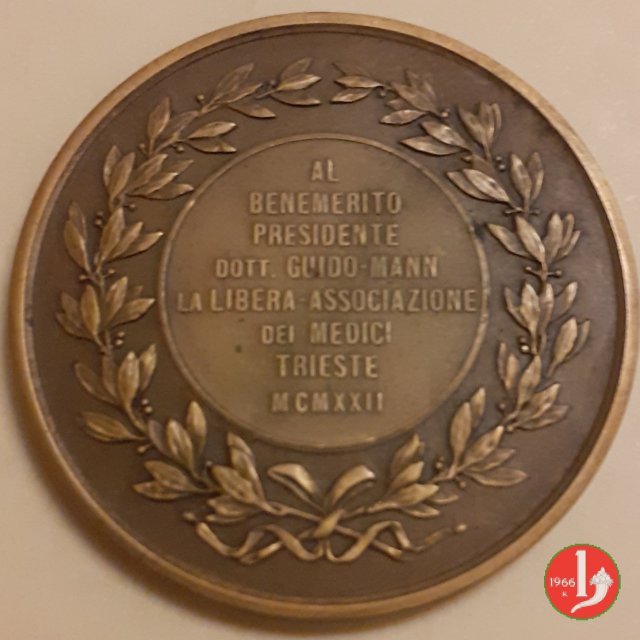 AL
BENEMERITO
PRESIDENTE
DOTT. GUIDO-MANN
LA LIBERA-ASSOCIAZIONE
DEI MEDICI
TRIESTE
MCMXXII
1966
K